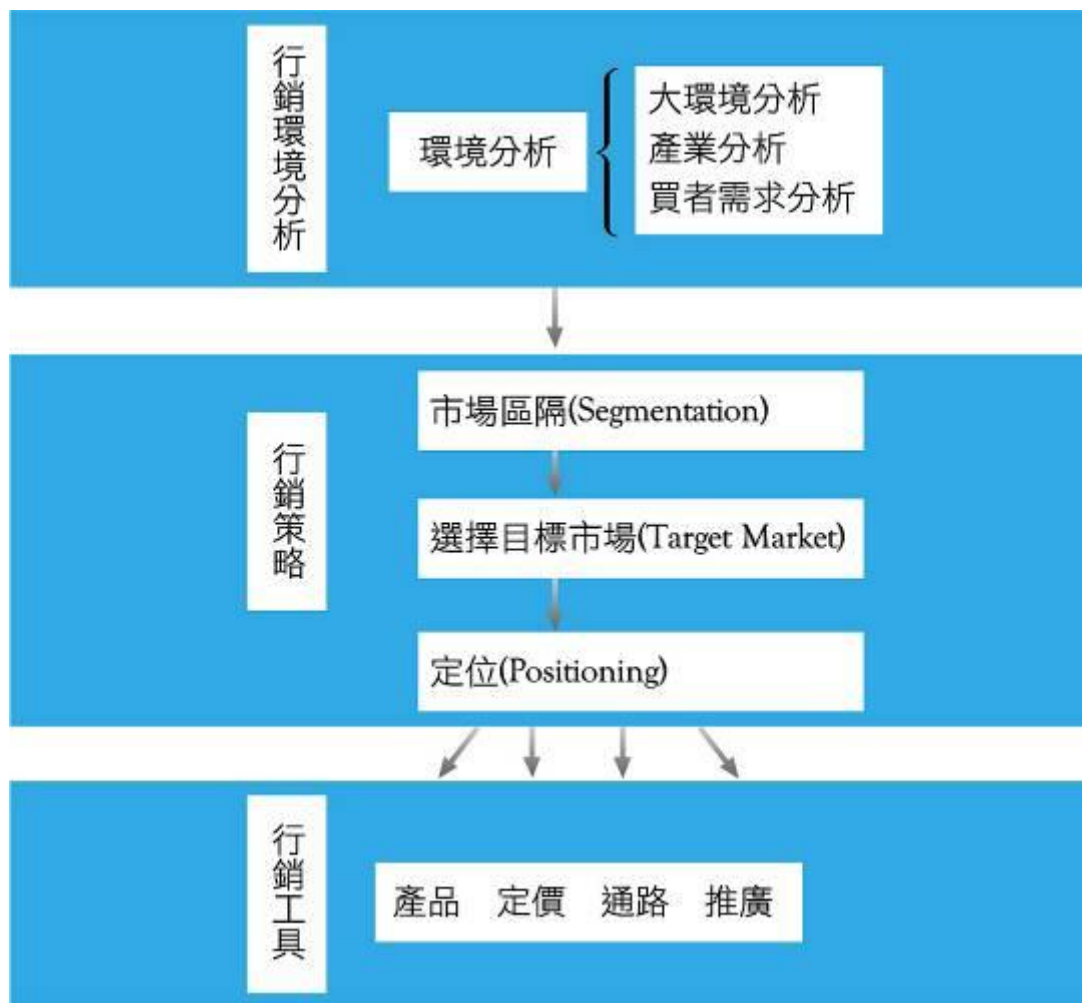 行銷環境分析
環境分析
大環境分析
產業分析
買者需求分析
行銷策略
市場區隔(Segmentation)
選擇目標市場(Target Market)
定位(Positioning)
行銷工具
產品 定價 通路 推廣